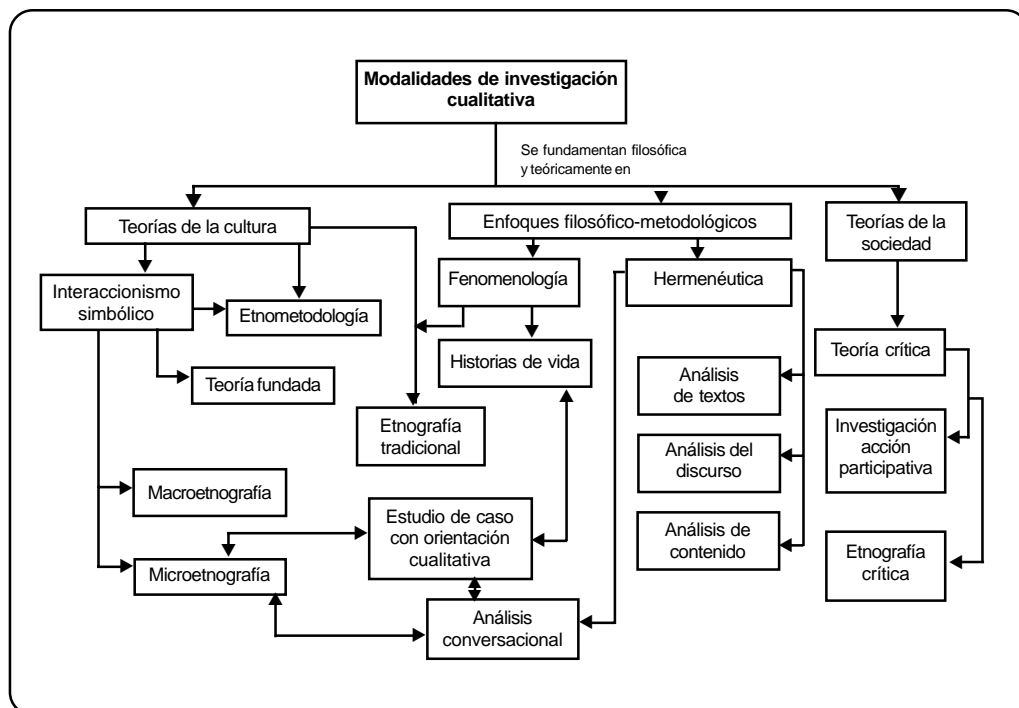 Modalidades de investigación
cualitativa
Se fundamentan filosófica
y teóricamente en
Teorías de la cultura
Enfoques filosófico-metodológicos
Teorías de la
sociedad
Interaccionismo
simbólico
Etnometodología
Fenomenología
Hermenéutica
Teoría fundada
Historias de vida
Teoría crítica
Etnografía
tradicional
Análisis
de textos
Investigación
acción
participativa
Análisis del
discurso
Macroetnografía
Estudio de caso
con orientación
cualitativa
Análisis de
contenido
Microetnografía
Etnografía
crítica
Análisis
conversacional